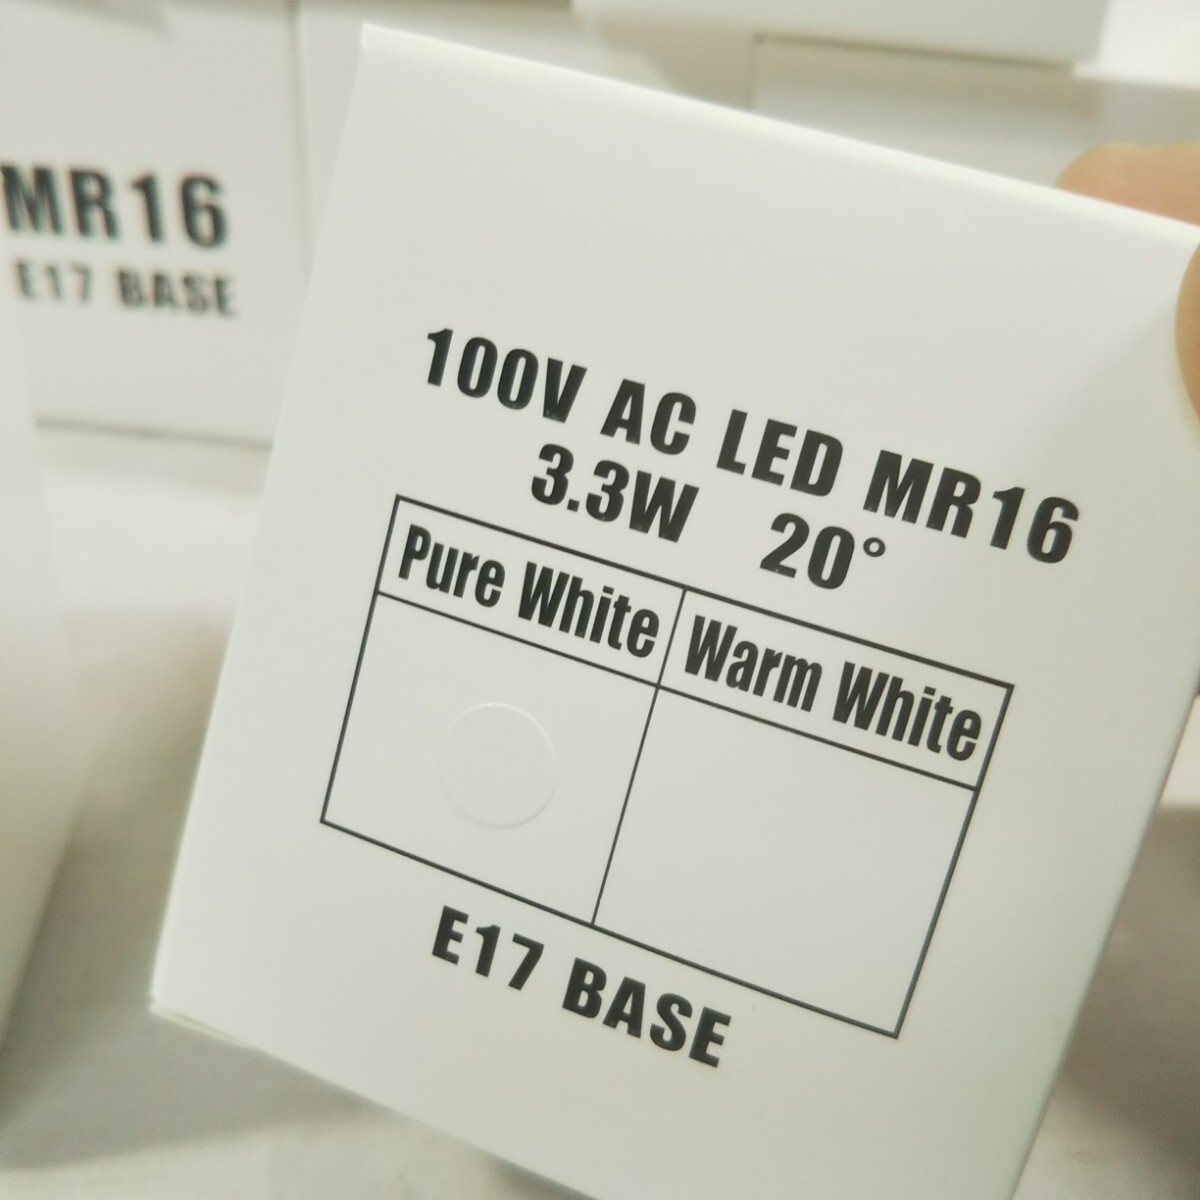 MR16
E17 BASE
100V AC LED MR16
3.3W 20°
Pure White
Warm White
E17 BASE